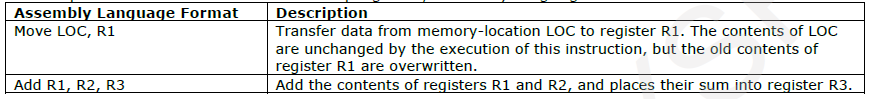 Assembly Language Format Description
Move LOC, R1 Transfer data from memory-location LOC to register R1. The contents of LOC
are unchanged by the execution of this instruction, but the old contents of
register R1 are overwritten.
Add R1, R2, R3 Add the contents of registers R1 and R2, and places their sum into register R3.